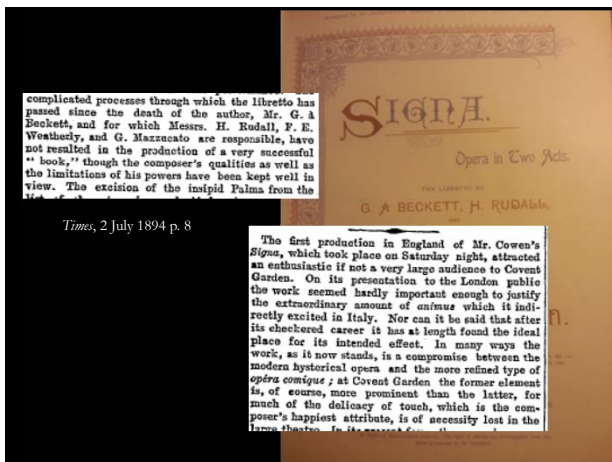 complicated processes through which the libretto has
passed since the death of the author, Mr. G. à
Beckett, and for which Messrs. H. Rudall, F. E.
Weatherly, and G. Mazzucato are responsible, have
not resulted in the production of a very successful
"book," though the composer's qualities as well as
the limitations of his powers have been kept well in
view. The excision of the insipid Palma from the
Times, 2 July 1894 p. 8
SIGNA.
Opera in Two Acts.
THE LIBRETTO BY
G. A BECKETT, H. RUDALL,
AND
The first production in England of Mr. Cowen's
Signa, which took place on Saturday night, attracted
an enthusiastic if not a very large audience to Covent
Garden. On its presentation to the London public
the work seemed hardly important enough to justify
the extraordinary amount of animus which it indi-
rectly excited in Italy. Nor can it be said that after
its checkered career it has at length found the ideal
place for its intended effect. In many ways the
work, as it now stands, is a compromise between the
modern hysterical opera and the more refined type of
opéra comique ; at Covent Garden the former element
is, of course, more prominent than the latter, for
much of the delicacy of touch, which is the com-
poser's happiest attribute, is of necessity lost in the
large theatre.
N.